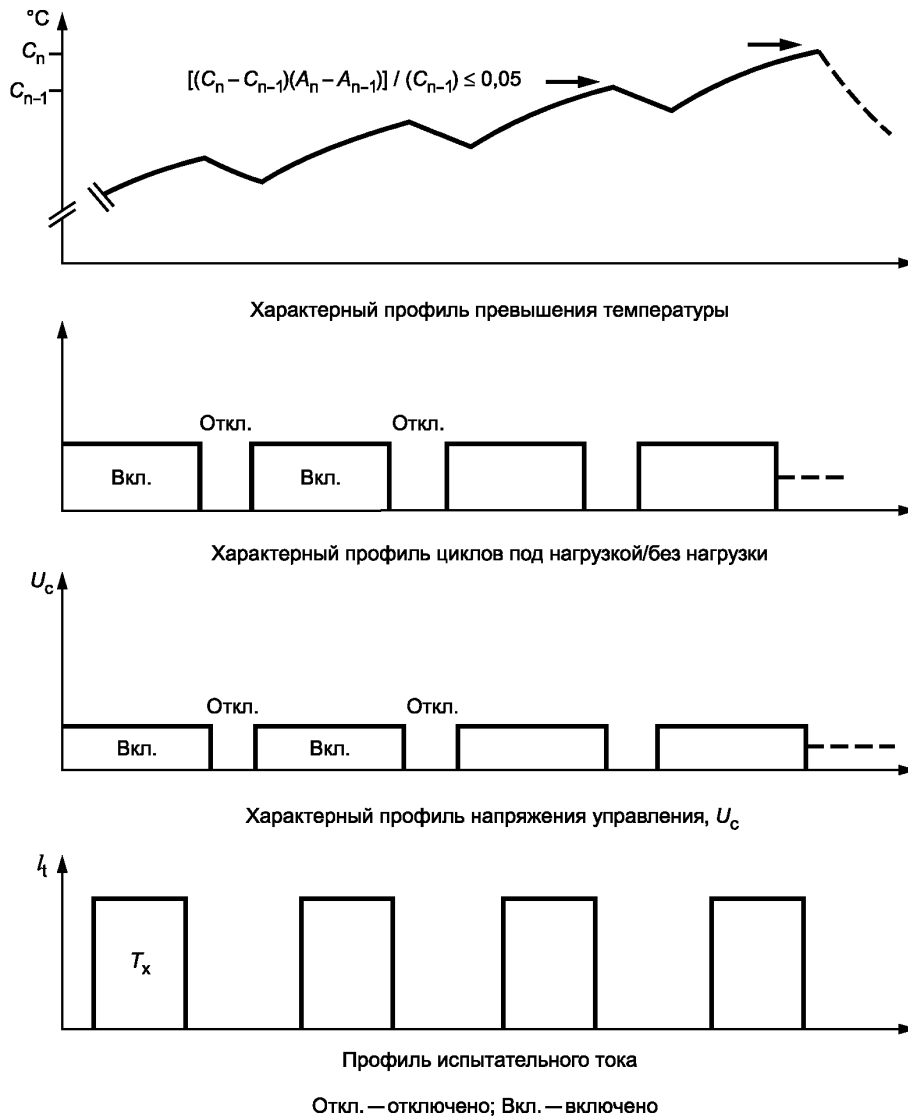 °C
Cn
[(Cn – Cn–1)(An – An–1)] / (Cn–1) ≤ 0,05
Cn–1
Характерный профиль превышения температуры
Откл. Откл.
Вкл. Вкл.
Характерный профиль циклов под нагрузкой/без нагрузки
Uc
Откл. Откл.
Вкл. Вкл.
Характерный профиль напряжения управления, Uc
It
Tx
Профиль испытательного тока
Откл. — отключено; Вкл. — включено